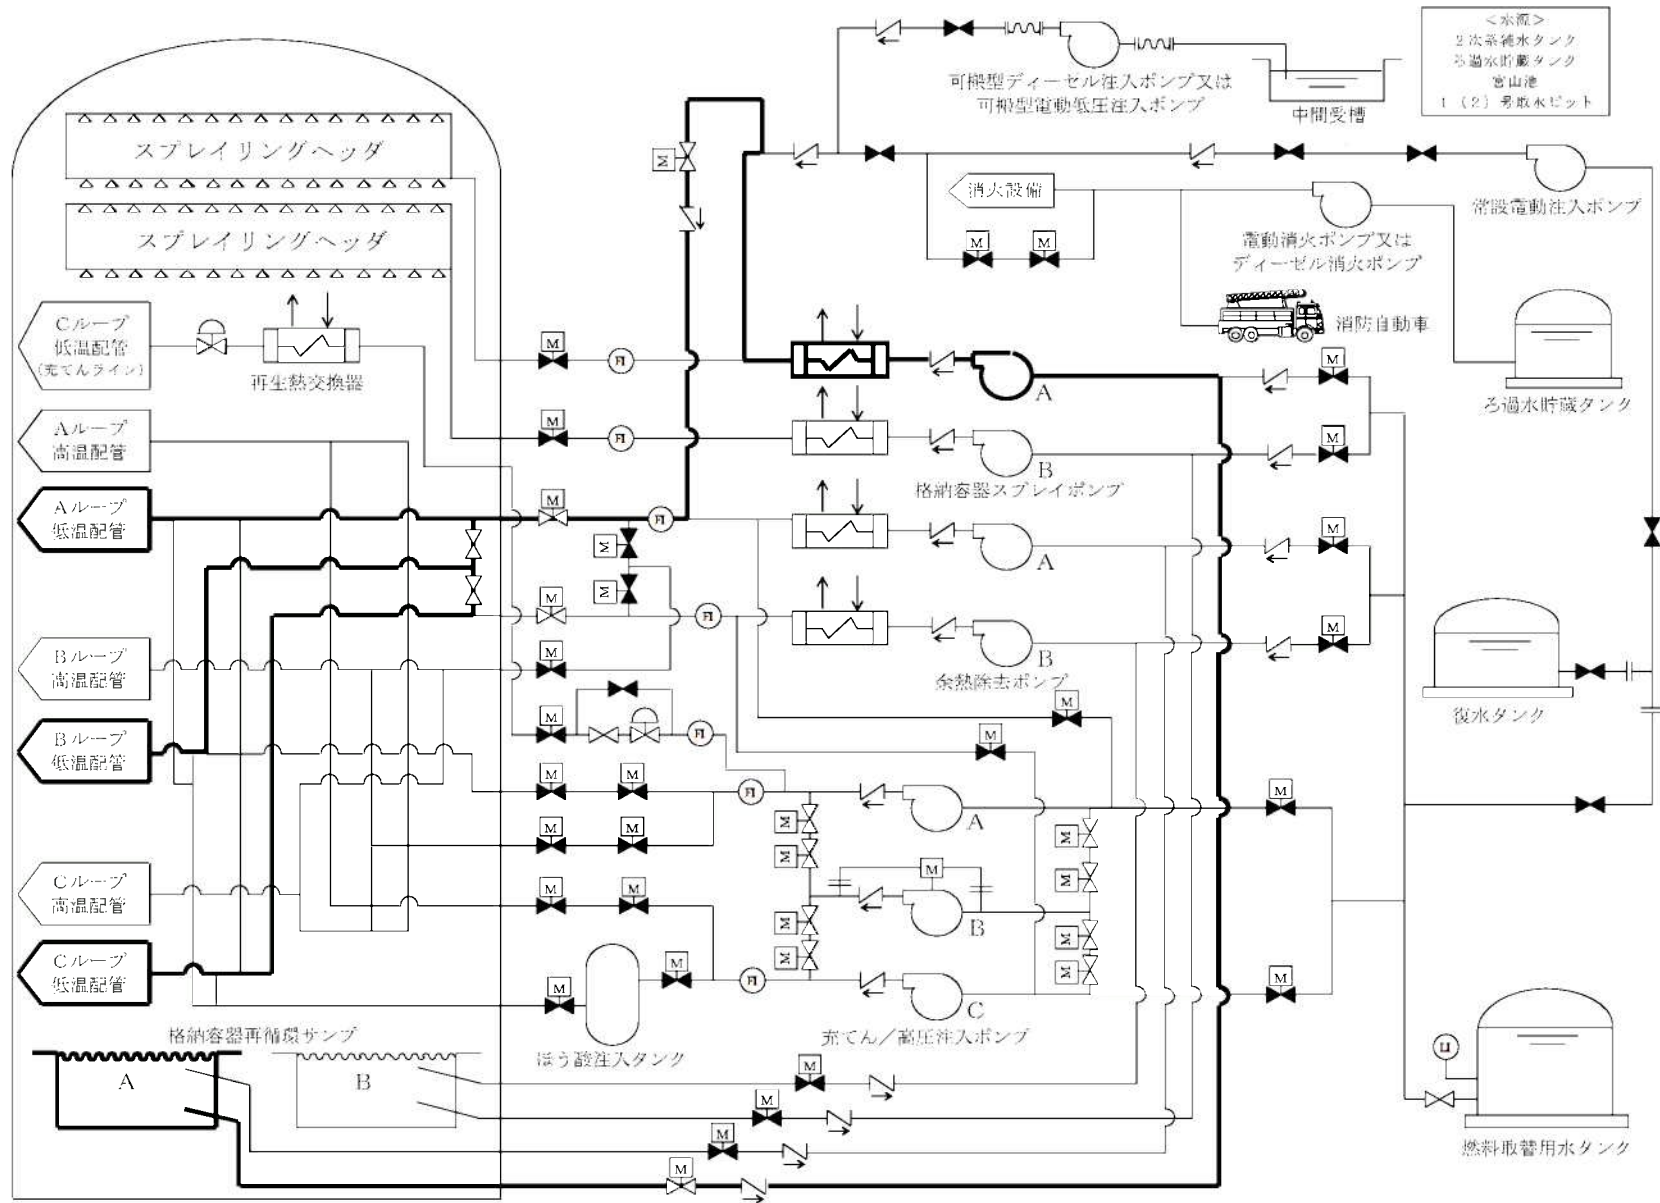 <水源>
2次系補水タンク
ろ過水貯蔵タンク
宮山池
1(2)号取水ピット
可搬型ディーゼル注入ポンプ又は
可搬型電動低圧注入ポンプ
中間受槽
スプレイリングヘッダ
M
消火設備
常設電動注入ポンプ
スプレイリングヘッダ
M
M
電動消火ポンプ又は
ディーゼル消火ポンプ
消防自動車
Cループ
低温配管
(充てんライン)
再生熱交換器
M
FI
A
M
ろ過水貯蔵タンク
Aループ
高温配管
M
FI
B
M
格納容器スプレイポンプ
Aループ
低温配管
M
FI
M
A
M
M
M
FI
B
M
余熱除去ポンプ
Bループ
高温配管
M
M
M
復水タンク
Bループ
低温配管
M
FI
M
M
FI
A
M
M
M
M
M
M
M
M
B
M
M
M
M
Cループ
高温配管
M
M
Cループ
低温配管
M
M
FI
C
M
M
充てん/高圧注入ポンプ
ほう酸注入タンク
格納容器再循環サンプ
A
B
M
M
M
M
LI
燃料取替用水タンク